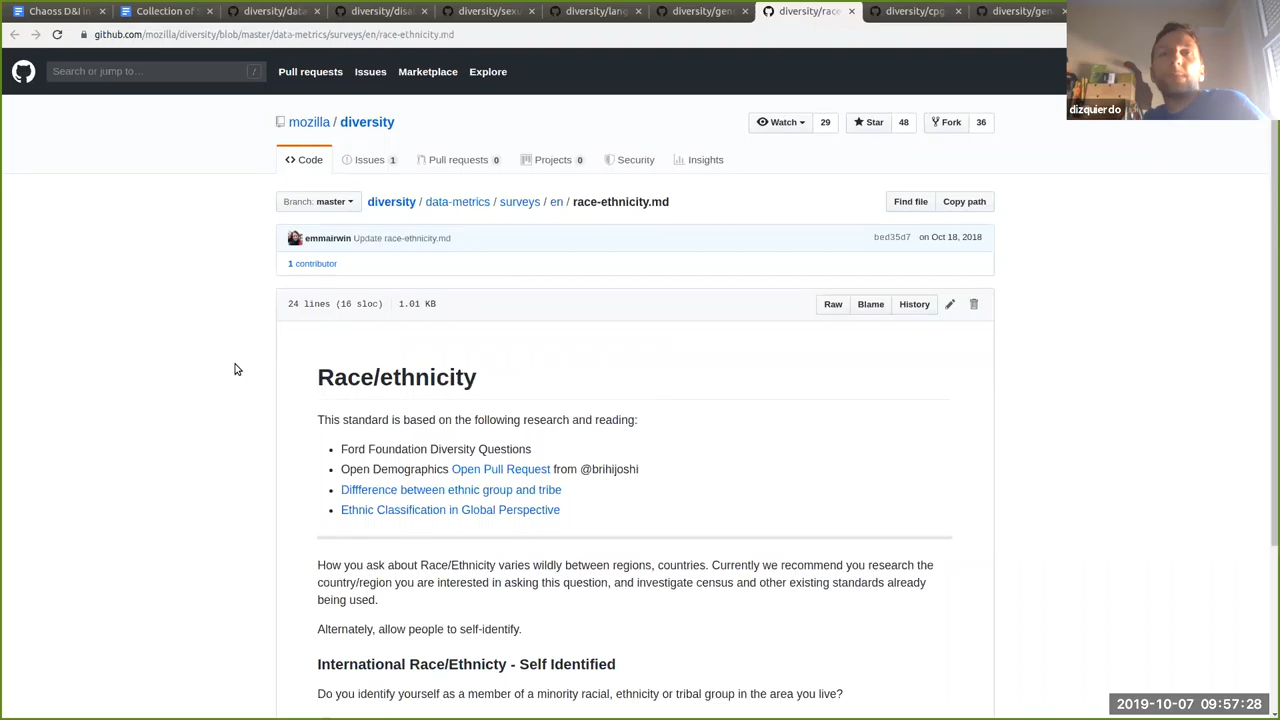 Chaoss D&I in
Collection of
diversity/data
diversity/disa
diversity/sexu
diversity/lang
diversity/gend
diversity/race
diversity/cpg
diversity/gen
github.com/mozilla/diversity/blob/master/data-metrics/surveys/en/race-ethnicity.md
Search or jump to… /
Pull requests Issues Marketplace Explore
dizquierdo
mozilla / diversity
Watch 29 Star 48 Fork 36
Code Issues 1 Pull requests 0 Projects 0 Security Insights
Branch: master diversity / data-metrics / surveys / en / race-ethnicity.md Find file Copy path
emmairwin Update race-ethnicity.md bed35d7 on Oct 18, 2018
1 contributor
24 lines (16 sloc) 1.01 KB Raw Blame History
Race/ethnicity
This standard is based on the following research and reading:
• Ford Foundation Diversity Questions
• Open Demographics Open Pull Request from @brihijoshi
• Diffference between ethnic group and tribe
• Ethnic Classification in Global Perspective
How you ask about Race/Ethnicity varies wildly between regions, countries. Currently we recommend you research the
country/region you are interested in asking this question, and investigate census and other existing standards already
being used.
Alternately, allow people to self-identify.
International Race/Ethnicty - Self Identified
Do you identify yourself as a member of a minority racial, ethnicity or tribal group in the area you live?
2019-10-07 09:57:28